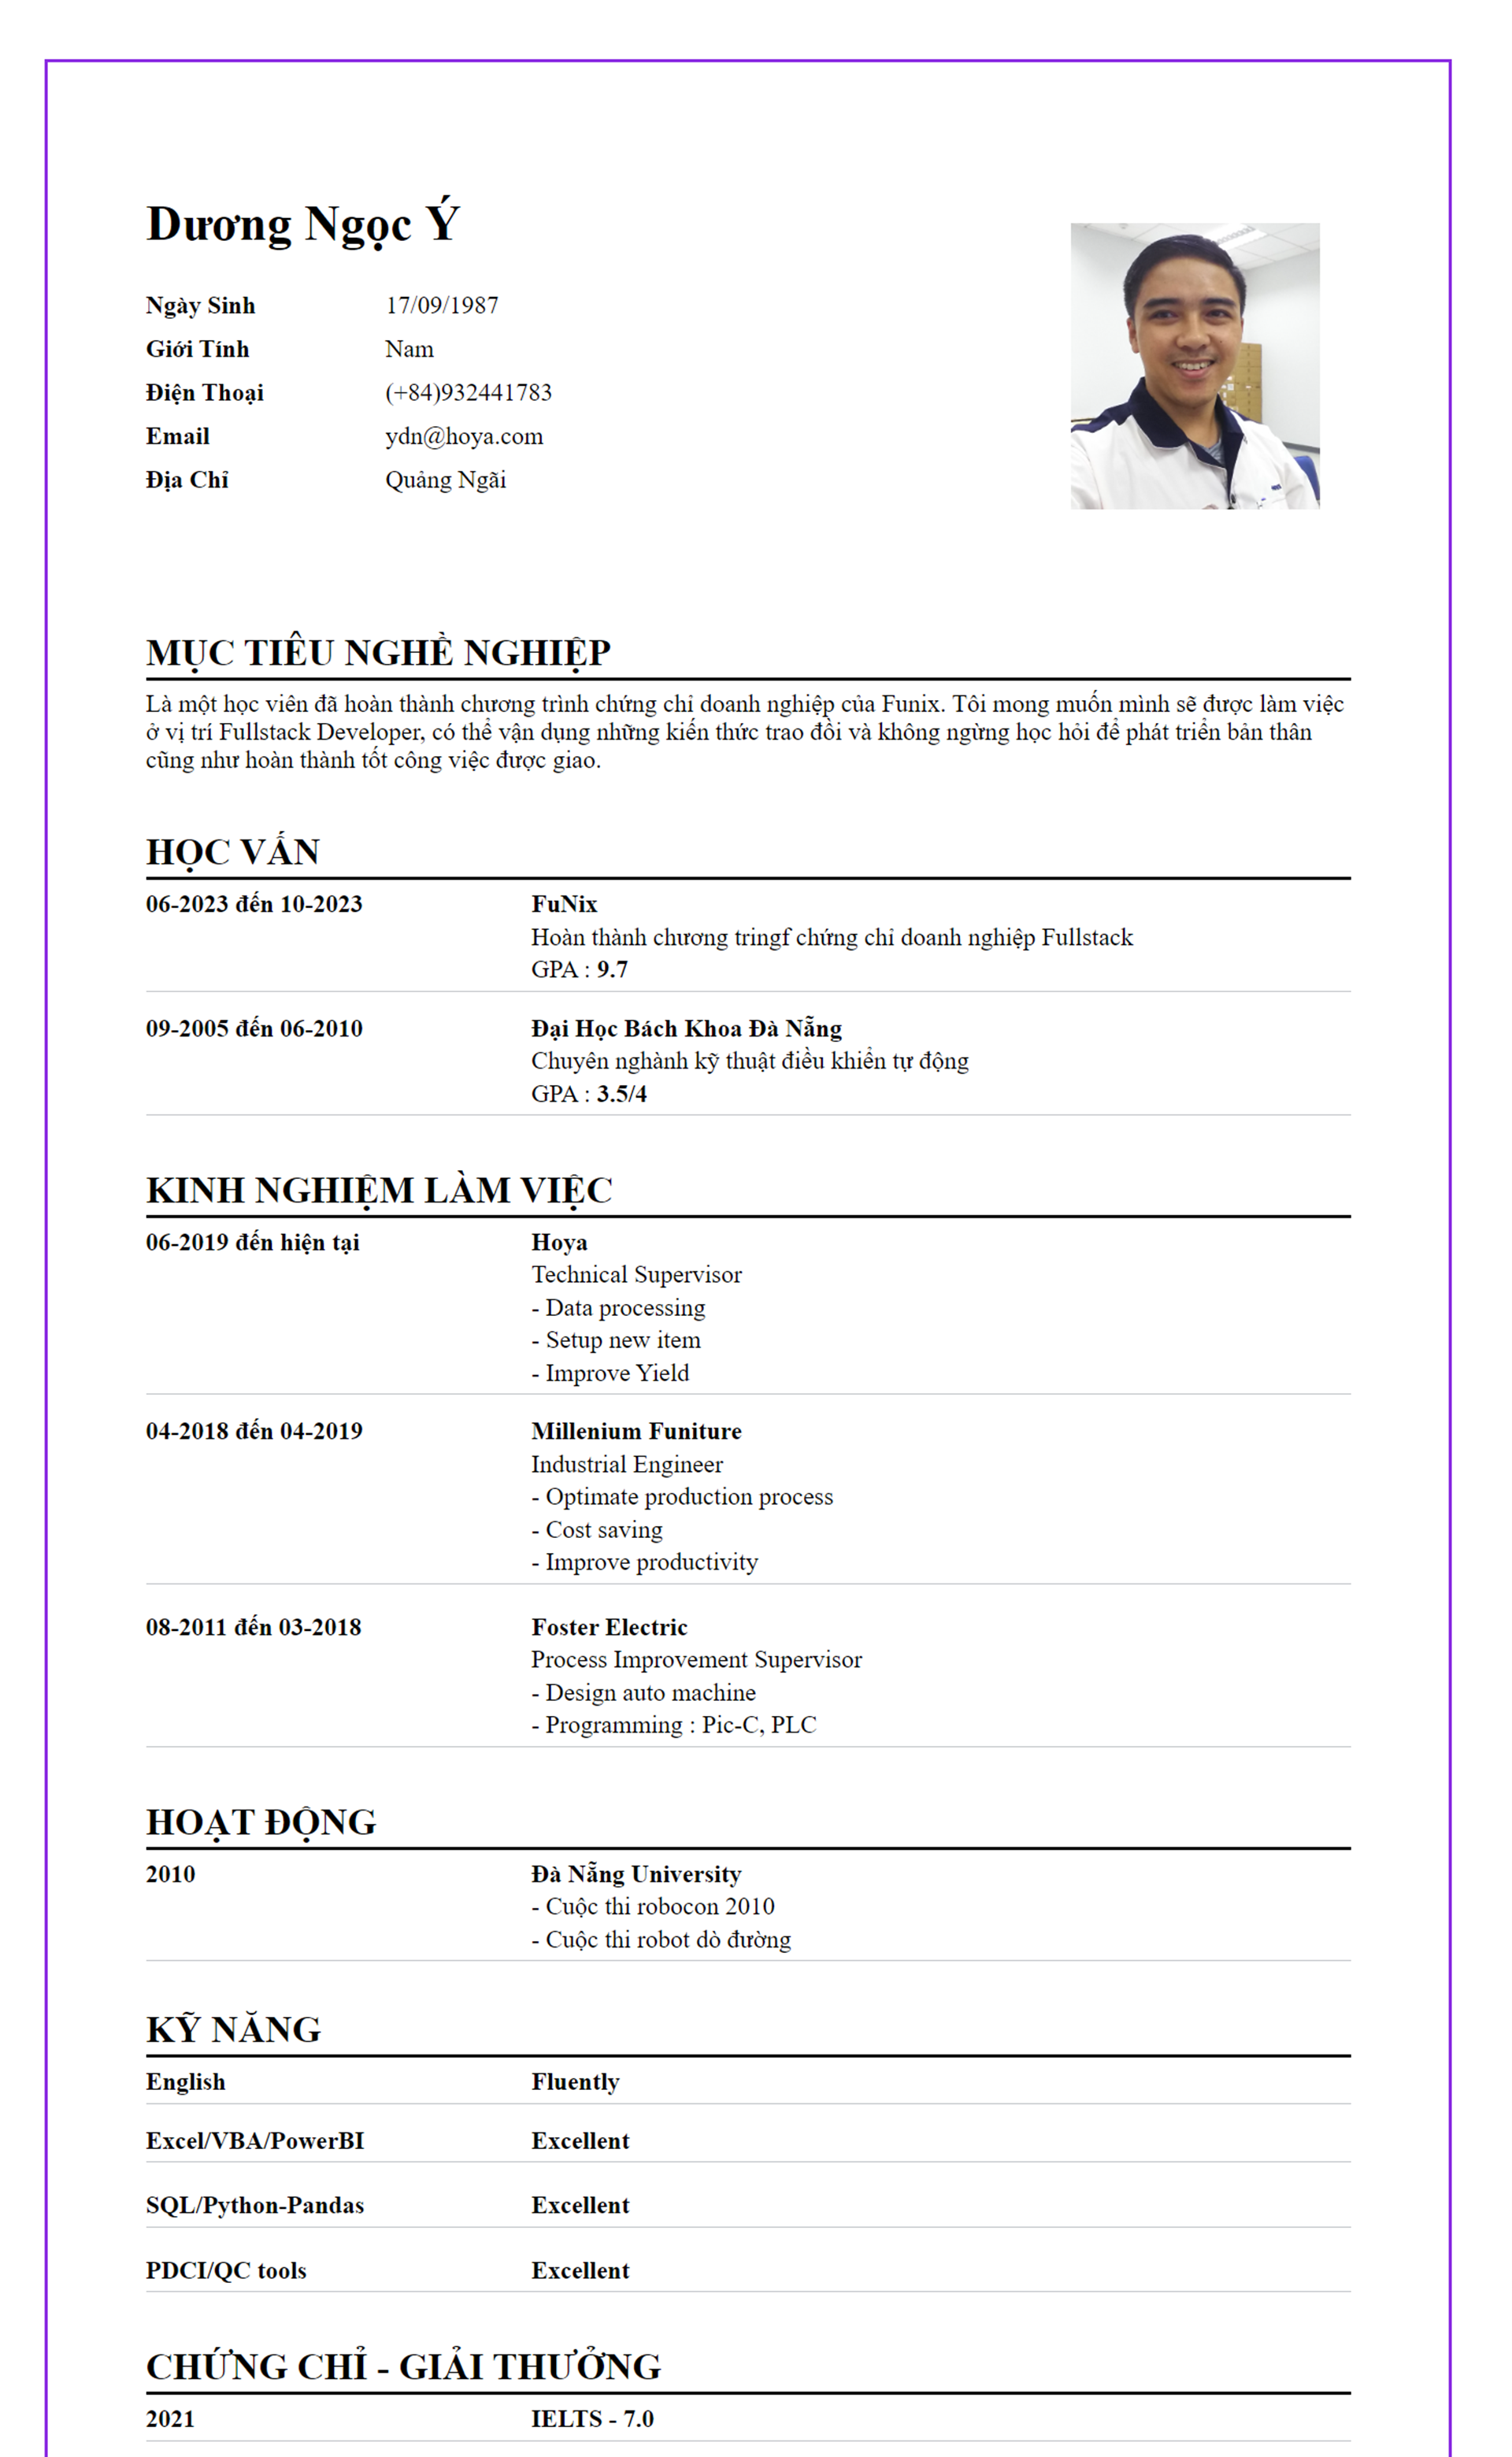 Dương Ngọc Ý
Ngày Sinh 17/09/1987
Giới Tính Nam
Điện Thoại (+84)932441783
Email ydn@hoya.com
Địa Chỉ Quảng Ngãi
MỤC TIÊU NGHỀ NGHIỆP
Là một học viên đã hoàn thành chương trình chứng chỉ doanh nghiệp của Funix. Tôi mong muốn mình sẽ được làm việc
ở vị trí Fullstack Developer, có thể vận dụng những kiến thức trao đồi và không ngừng học hỏi để phát triển bản thân
cũng như hoàn thành tốt công việc được giao.
HỌC VẤN
06-2023 đến 10-2023 FuNix
Hoàn thành chương tringf chứng chỉ doanh nghiệp Fullstack
GPA : 9.7
09-2005 đến 06-2010 Đại Học Bách Khoa Đà Nẵng
Chuyên nghành kỹ thuật điều khiển tự động
GPA : 3.5/4
KINH NGHIỆM LÀM VIỆC
06-2019 đến hiện tại Hoya
Technical Supervisor
- Data processing
- Setup new item
- Improve Yield
04-2018 đến 04-2019 Millenium Funiture
Industrial Engineer
- Optimate production process
- Cost saving
- Improve productivity
08-2011 đến 03-2018 Foster Electric
Process Improvement Supervisor
- Design auto machine
- Programming : Pic-C, PLC
HOẠT ĐỘNG
2010 Đà Nẵng University
- Cuộc thi robocon 2010
- Cuộc thi robot dò đường
KỸ NĂNG
English Fluently
Excel/VBA/PowerBI Excellent
SQL/Python-Pandas Excellent
PDCI/QC tools Excellent
CHỨNG CHỈ - GIẢI THƯỞNG
2021 IELTS - 7.0